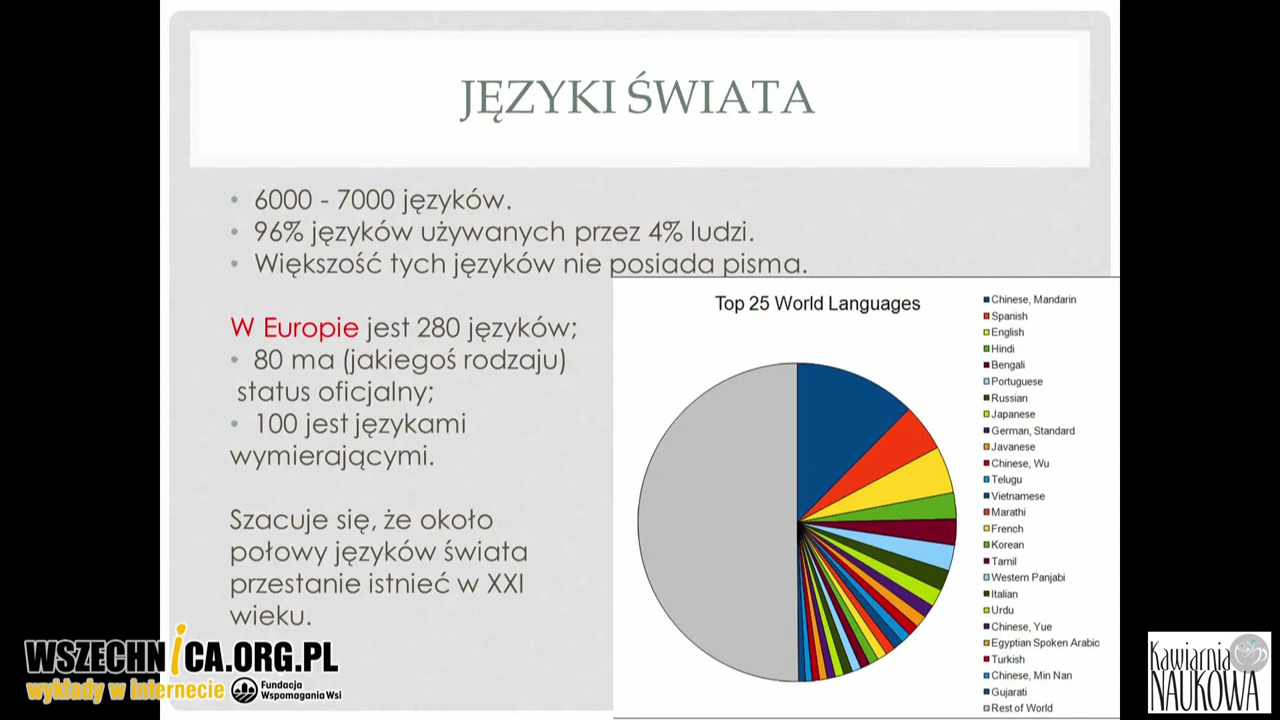 JĘZYKI ŚWIATA
• 6000 - 7000 języków.
• 96% języków używanych przez 4% ludzi.
• Większość tych języków nie posiada pisma.
W Europie jest 280 języków;
• 80 ma (jakiegoś rodzaju)
status oficjalny;
• 100 jest językami
wymierającymi.
Szacuje się, że około
połowy języków świata
przestanie istnieć w XXI
wieku.
Top 25 World Languages
Chinese, Mandarin
Spanish
English
Hindi
Bengali
Portuguese
Russian
Japanese
German, Standard
Javanese
Chinese, Wu
Telugu
Vietnamese
Marathi
French
Korean
Tamil
Western Panjabi
Italian
Urdu
Chinese, Yue
Egyptian Spoken Arabic
Turkish
Chinese, Min Nan
Gujarati
Rest of World
WSZECHNiCA.ORG.PL
wykłady w Internecie
Fundacja
Wspomagania Wsi
Kawiarnia
NAUKOWA